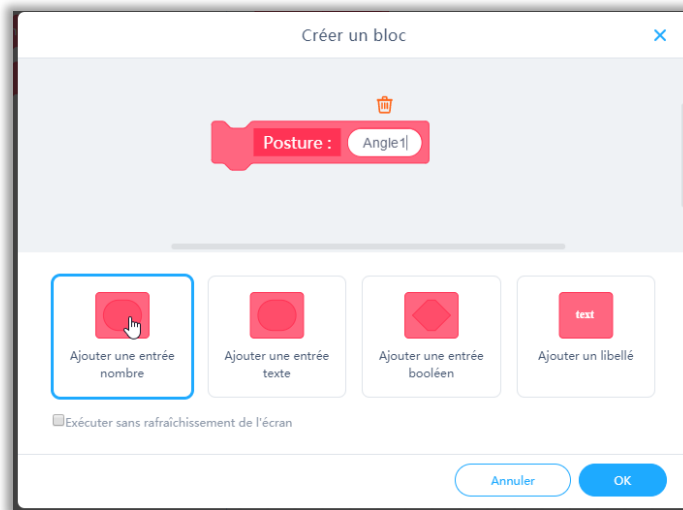 Créer un bloc
Posture : Angle1
text
Ajouter une entrée
nombre
Ajouter une entrée
texte
Ajouter une entrée
booléen
Ajouter un libellé
Exécuter sans rafraîchissement de l'écran
Annuler
OK